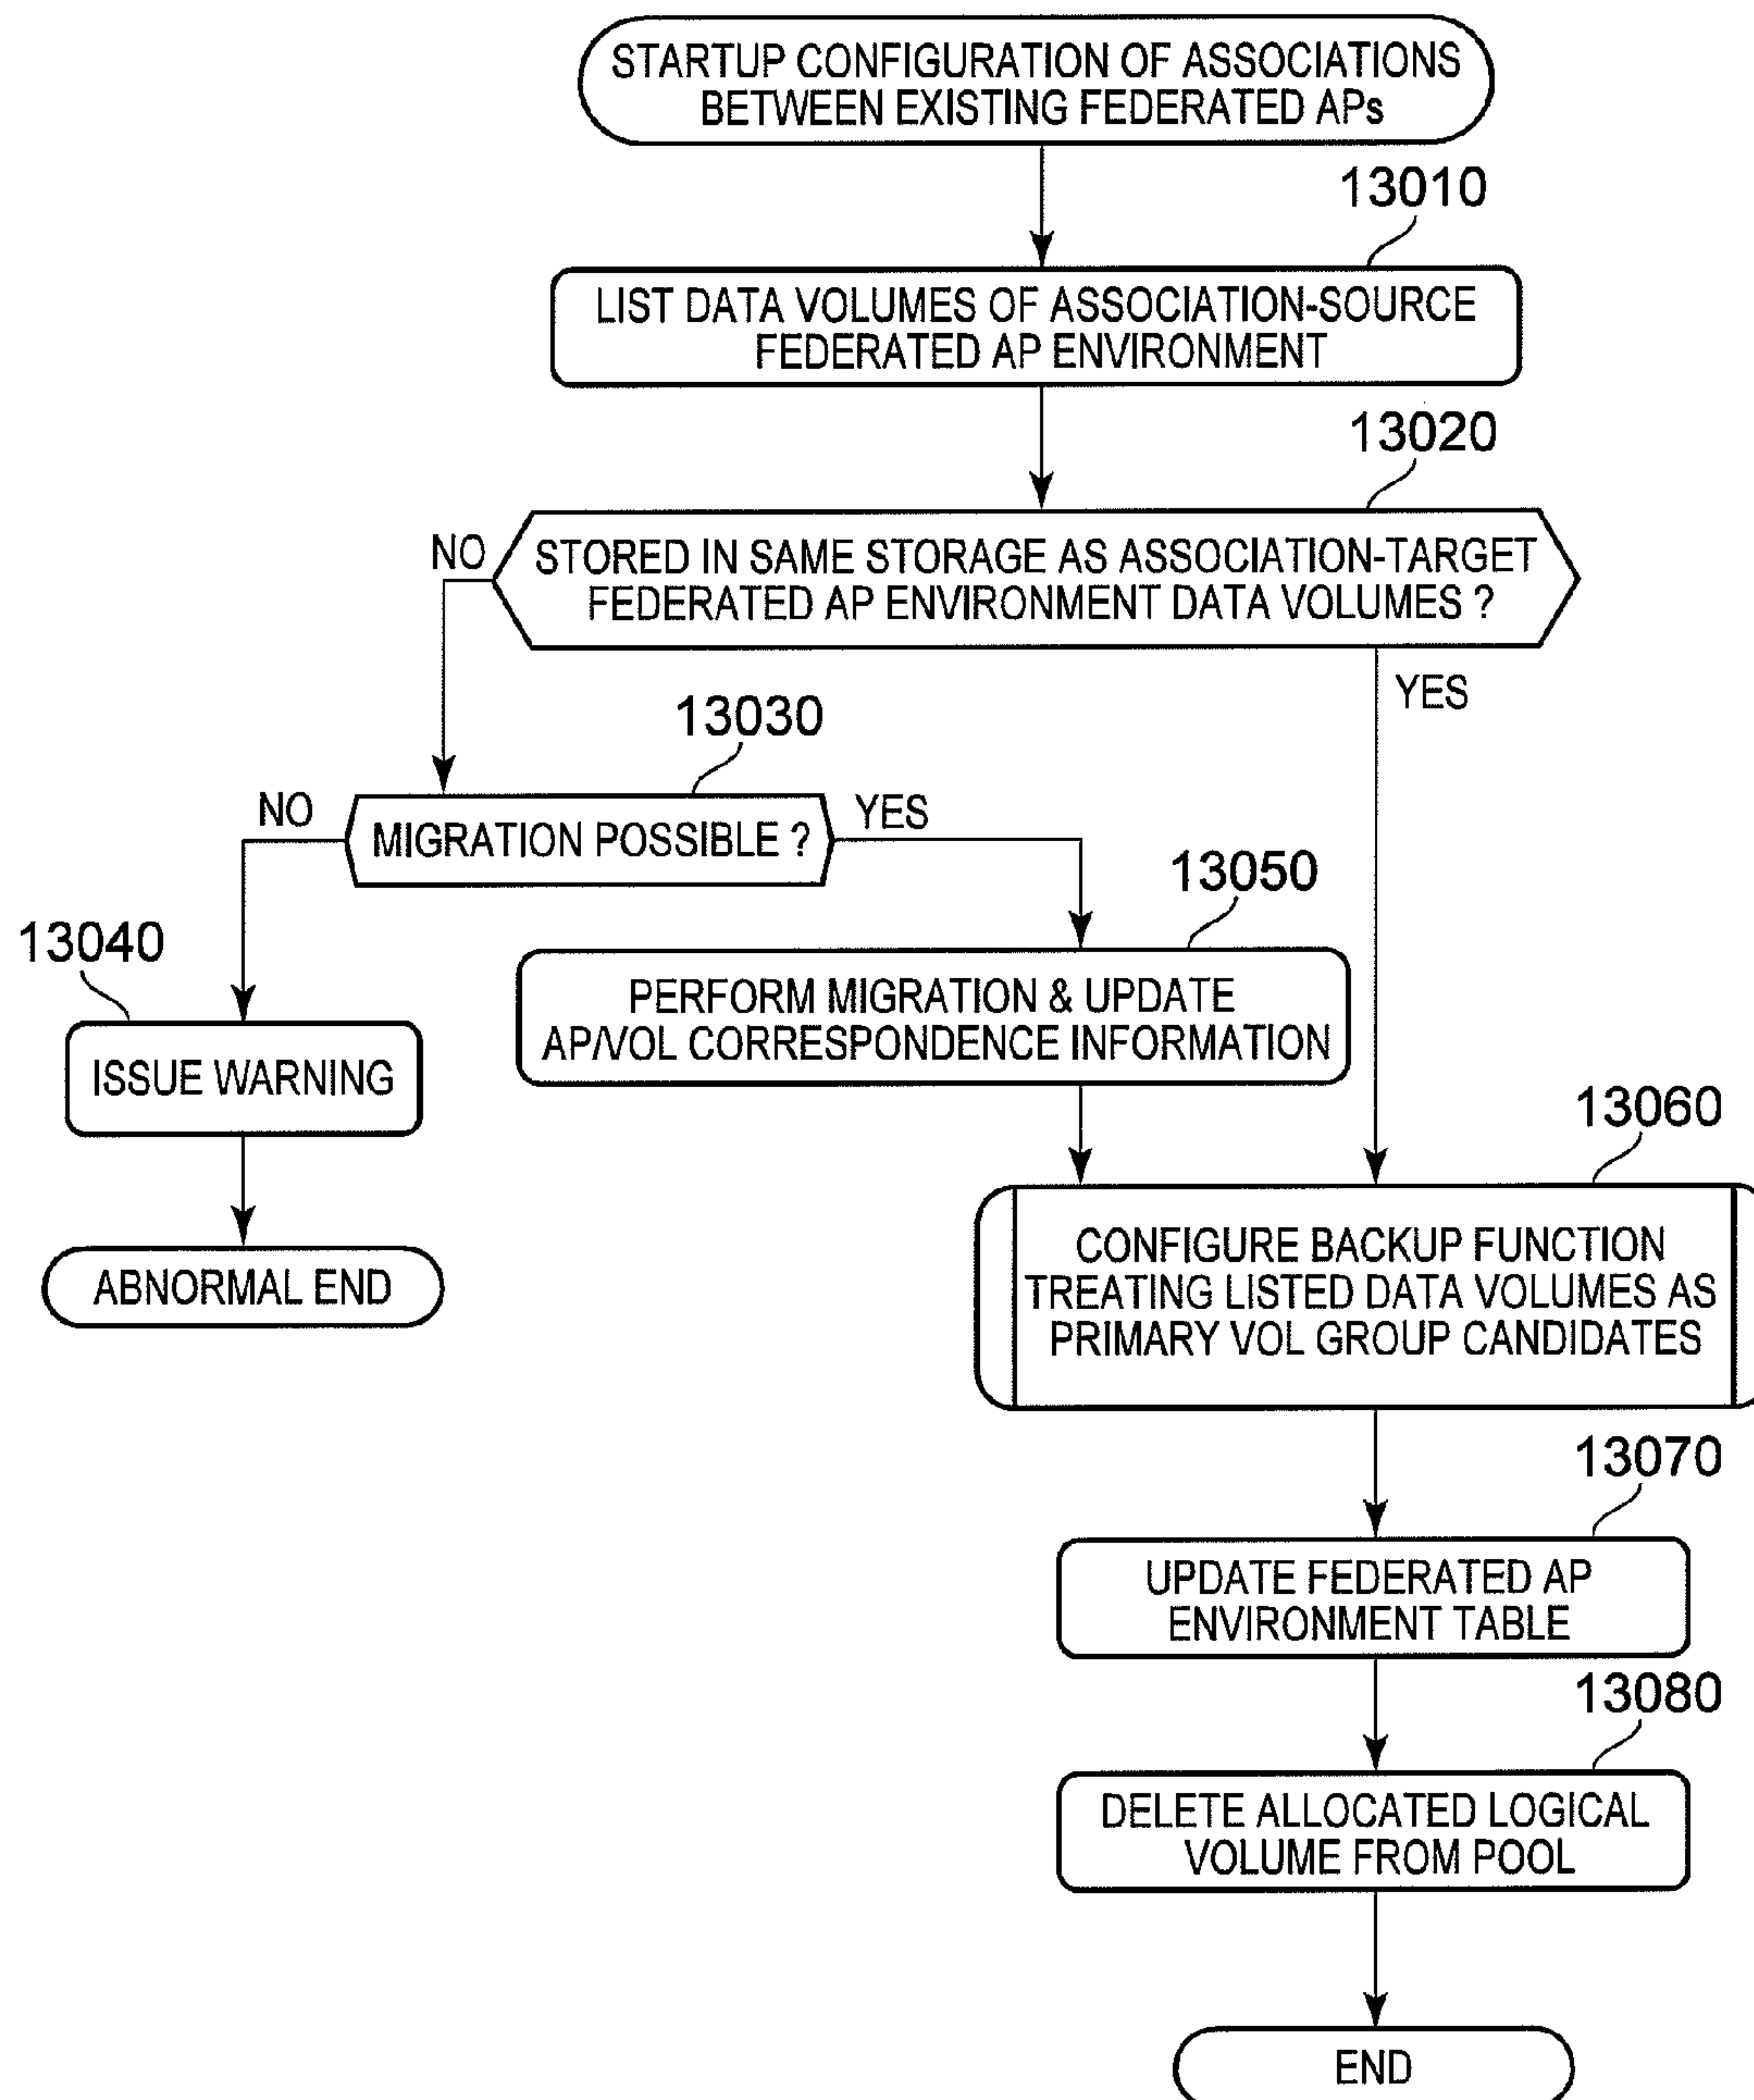 STARTUP CONFIGURATION OF ASSOCIATIONS
BETWEEN EXISTING FEDERATED APs
13010
LIST DATA VOLUMES OF ASSOCIATION-SOURCE
FEDERATED AP ENVIRONMENT
13020
NO
STORED IN SAME STORAGE AS ASSOCIATION-TARGET
FEDERATED AP ENVIRONMENT DATA VOLUMES ?
YES
13030
NO
MIGRATION POSSIBLE ?
YES
13050
13040
PERFORM MIGRATION & UPDATE
AP/VOL CORRESPONDENCE INFORMATION
ISSUE WARNING
13060
ABNORMAL END
CONFIGURE BACKUP FUNCTION
TREATING LISTED DATA VOLUMES AS
PRIMARY VOL GROUP CANDIDATES
13070
UPDATE FEDERATED AP
ENVIRONMENT TABLE
13080
DELETE ALLOCATED LOGICAL
VOLUME FROM POOL
END